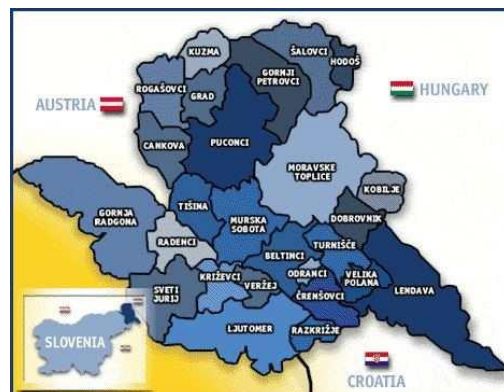 KUZMA
ŠALOVCI
HODOŠ
GORNJI
PETROVCI
ROGAŠOVCI
GRAD
AUSTRIA
HUNGARY
CANKOVA
PUCONCI
MORAVSKE
TOPLICE
KOBILJE
TIŠINA
GORNJA
RADGONA
MURSKA
SOBOTA
DOBROVNIK
RADENCI
TURNIŠČE
BELTINCI
SVETI
JURIJ
KRIŽEVCI
VERŽEJ
ODRANCI
VELIKA
POLANA
LENDAVA
ČRENŠOVCI
LJUTOMER
RAZKRIŽJE
SLOVENIA
CROATIA